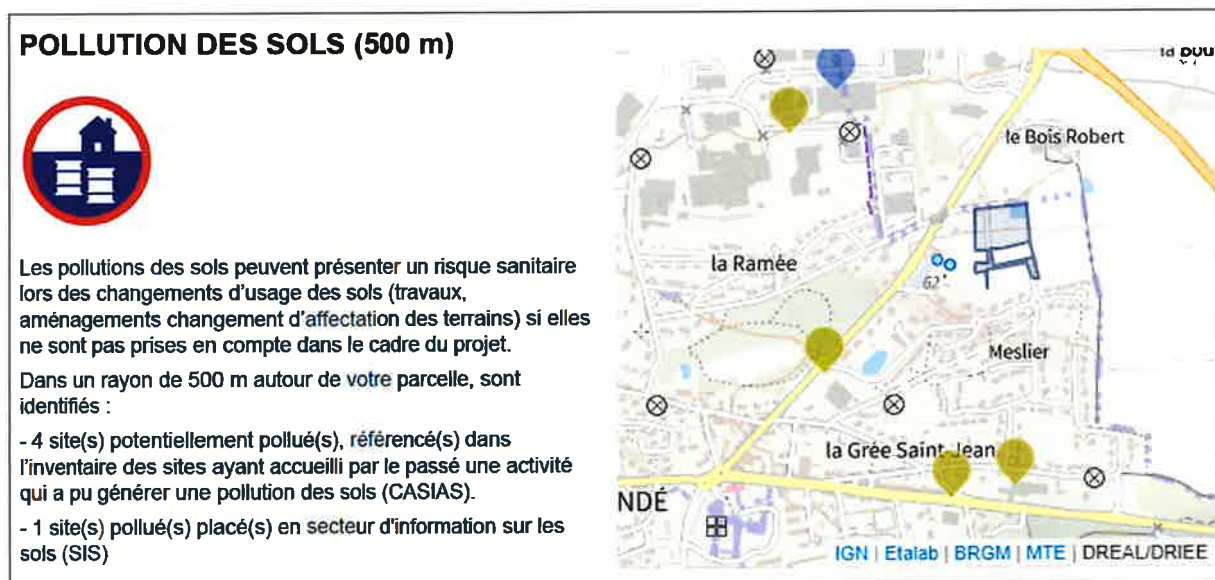 POLLUTION DES SOLS (500 m)
Les pollutions des sols peuvent présenter un risque sanitaire
lors des changements d'usage des sols (travaux,
aménagements changement d'affectation des terrains) si elles
ne sont pas prises en compte dans le cadre du projet.
Dans un rayon de 500 m autour de votre parcelle, sont
identifiés :
- 4 site(s) potentiellement pollué(s), référencé(s) dans
l'inventaire des sites ayant accueilli par le passé une activité
qui a pu générer une pollution des sols (CASIAS).
- 1 site(s) pollué(s) placé(s) en secteur d'information sur les
sols (SIS)
la Bou
le Bois Robert
la Ramée
62
Meslier
la Grée Saint-Jean
NDÉ
IGN | Etalab | BRGM | MTE | DREAL/DRIEE